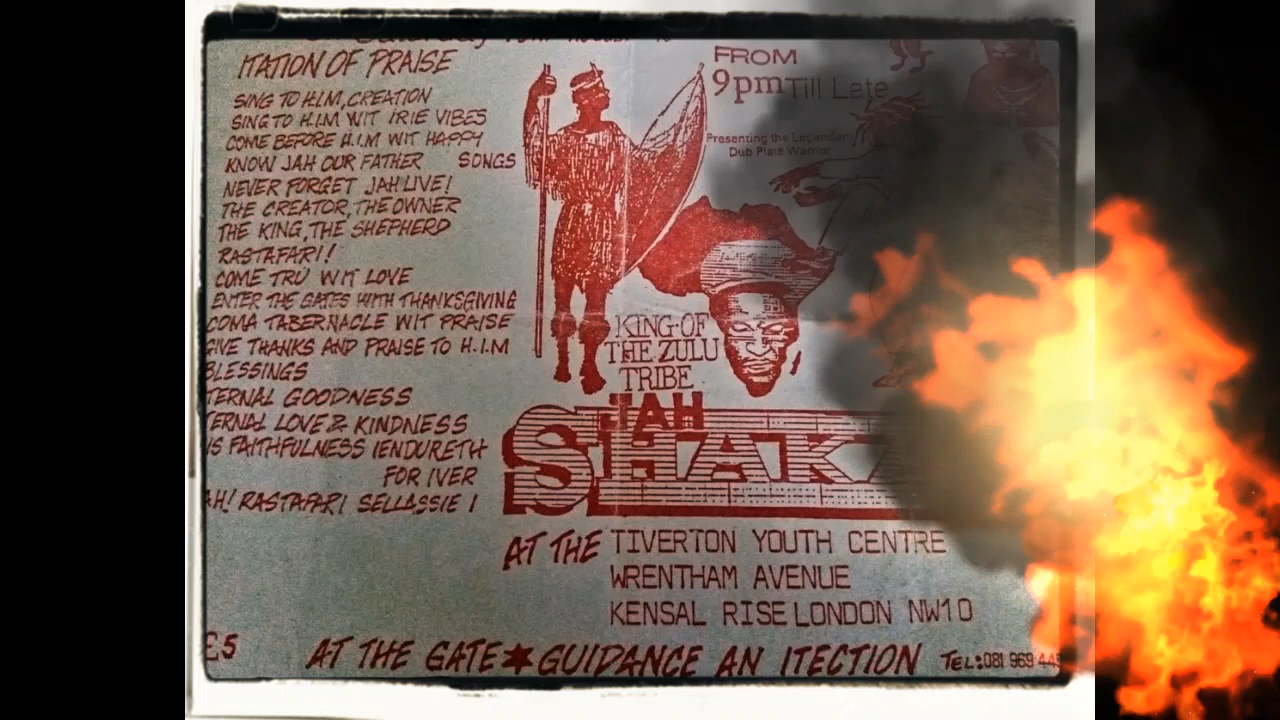 Saturday
ITATION OF PRAISE
SING TO H.I.M, CREATION
SING TO H.I.M WIT IRIE VIBES
COME BEFORE H.I.M WIT HAPPY
SONGS
KNOW JAH OUR FATHER
NEVER FORGET JAH LIVE!
THE CREATOR, THE OWNER
THE KING, THE SHEPHERD
RASTAFARI!
COME TRU WIT LOVE
ENTER THE GATES WITH THANKSGIVING
COMA TABERNACLE WIT PRAISE
GIVE THANKS AND PRAISE TO H.I.M
BLESSINGS
TERNAL GOODNESS
TERNAL LOVE & KINDNESS
IS FAITHFULNESS IENDURETH
FOR IVER
AH! RASTAFARI SELLASSIE I
FROM
9pm Till Late
Presenting the Legendary
Dub Plate Warrior
KING OF
THE ZULU
TRIBE
JAH
SHAKA
AT THE TIVERTON YOUTH CENTRE
WRENTHAM AVENUE
KENSAL RISE LONDON NW10
£5 AT THE GATE★GUIDANCE AN ITECTION TEL:081 969 44